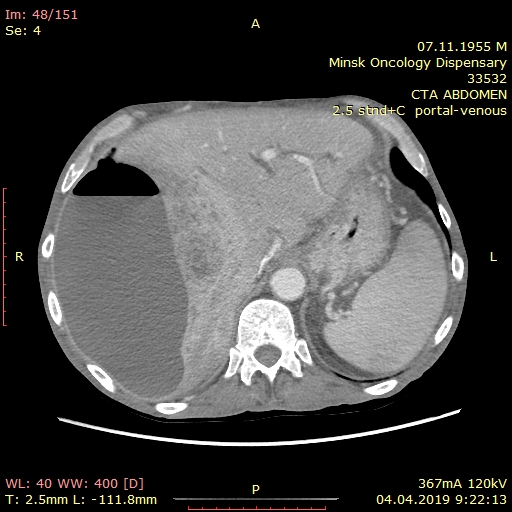 Im: 48/151
Se: 4
A
07.11.1955 M
Minsk Oncology Dispensary
33532
CTA ABDOMEN
2.5 stnd+C portal-venous
R
L
WL: 40 WW: 400 [D]
T: 2.5mm L: -111.8mm
P
367mA 120kV
04.04.2019 9:22:13